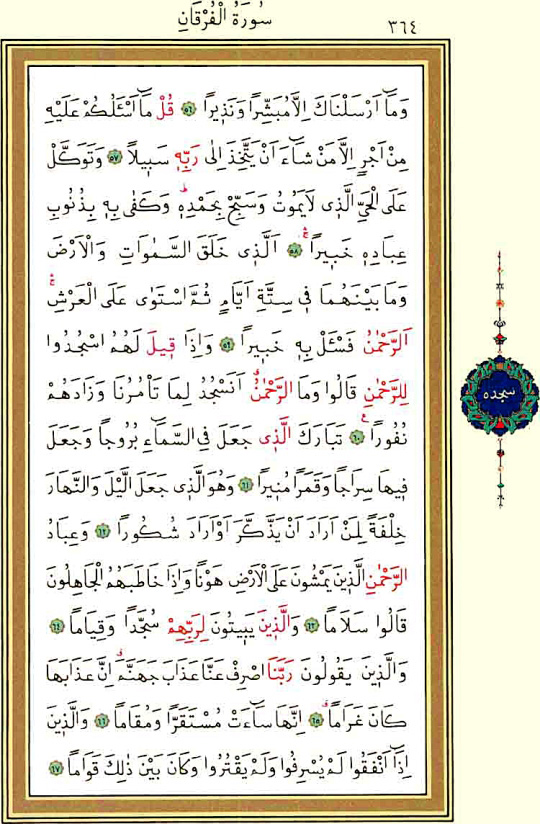 سُورَةُ الْفُرْقَانِ
٣٦٤
وَمَٓا اَرْسَلْنَاكَ اِلَّا مُبَشِّرًا وَنَذ۪يرًا ﴿٥٦﴾ قُلْ مَٓا اَسْـَٔلُكُمْ عَلَيْهِ
مِنْ اَجْرٍ اِلَّا مَنْ شَٓاءَ اَنْ يَتَّخِذَ اِلٰى رَبِّه۪ سَب۪يلًا ﴿٥٧﴾ وَتَوَكَّلْ
عَلَى الْحَيِّ الَّذ۪ي لَا يَمُوتُ وَسَبِّحْ بِحَمْدِه۪ۜ وَكَفٰى بِه۪ بِذُنُوبِ
عِبَادِه۪ خَب۪يرًاۚ ﴿٥٨﴾ اَلَّذ۪ي خَلَقَ السَّمٰوَاتِ وَالْاَرْضَ
وَمَا بَيْنَهُمَا ف۪ي سِتَّةِ اَيَّامٍ ثُمَّ اسْتَوٰى عَلَى الْعَرْشِۚ
اَلرَّحْمٰنُ فَسْـَٔلْ بِه۪ خَب۪يرًا ﴿٥٩﴾ وَاِذَا ق۪يلَ لَهُمُ اسْجُدُوا
لِلرَّحْمٰنِ قَالُوا وَمَا الرَّحْمٰنُ اَنَسْجُدُ لِمَا تَأْمُرُنَا وَزَادَهُمْ
نُفُورًا ﴿٦٠﴾ تَبَارَكَ الَّذ۪ي جَعَلَ فِي السَّمَٓاءِ بُرُوجًا وَجَعَلَ
ف۪يهَا سِرَاجًا وَقَمَرًا مُن۪يرًا ﴿٦١﴾ وَهُوَ الَّذ۪ي جَعَلَ الَّيْلَ وَالنَّهَارَ
خِلْفَةً لِمَنْ اَرَادَ اَنْ يَذَّكَّرَ اَوْ اَرَادَ شُكُورًا ﴿٦٢﴾ وَعِبَادُ
الرَّحْمٰنِ الَّذ۪ينَ يَمْشُونَ عَلَى الْاَرْضِ هَوْنًا وَاِذَا خَاطَبَهُمُ الْجَاهِلُونَ
قَالُوا سَلَامًا ﴿٦٣﴾ وَالَّذ۪ينَ يَب۪يتُونَ لِرَبِّهِمْ سُجَّدًا وَقِيَامًا ﴿٦٤﴾
وَالَّذ۪ينَ يَقُولُونَ رَبَّنَا اصْرِفْ عَنَّا عَذَابَ جَهَنَّمَۗ اِنَّ عَذَابَهَا
كَانَ غَرَامًاۗ ﴿٦٥﴾ اِنَّهَا سَٓاءَتْ مُسْتَقَرًّا وَمُقَامًا ﴿٦٦﴾ وَالَّذ۪ينَ
اِذَٓا اَنْفَقُوا لَمْ يُسْرِفُوا وَلَمْ يَقْتُرُوا وَكَانَ بَيْنَ ذٰلِكَ قَوَامًا ﴿٦٧﴾
سجده